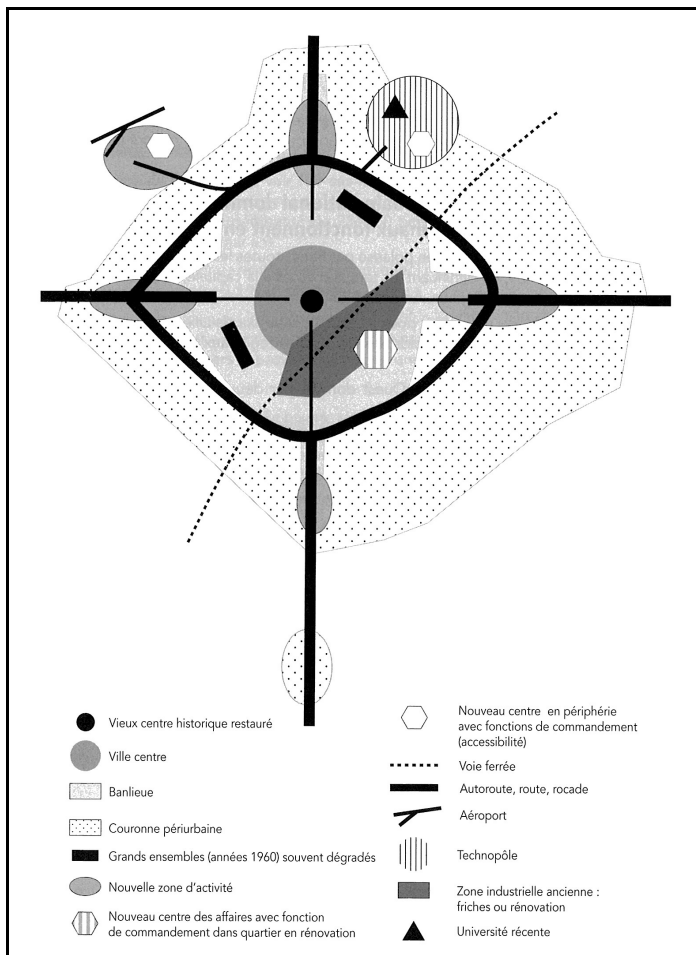 Vieux centre historique restauré
Ville centre
Banlieue
Couronne périurbaine
Grands ensembles (années 1960) souvent dégradés
Nouvelle zone d'activité
Nouveau centre des affaires avec fonction
de commandement dans quartier en rénovation
Nouveau centre en périphérie
avec fonctions de commandement
(accessibilité)
Voie ferrée
Autoroute, route, rocade
Aéroport
Technopôle
Zone industrielle ancienne :
friches ou rénovation
Université récente